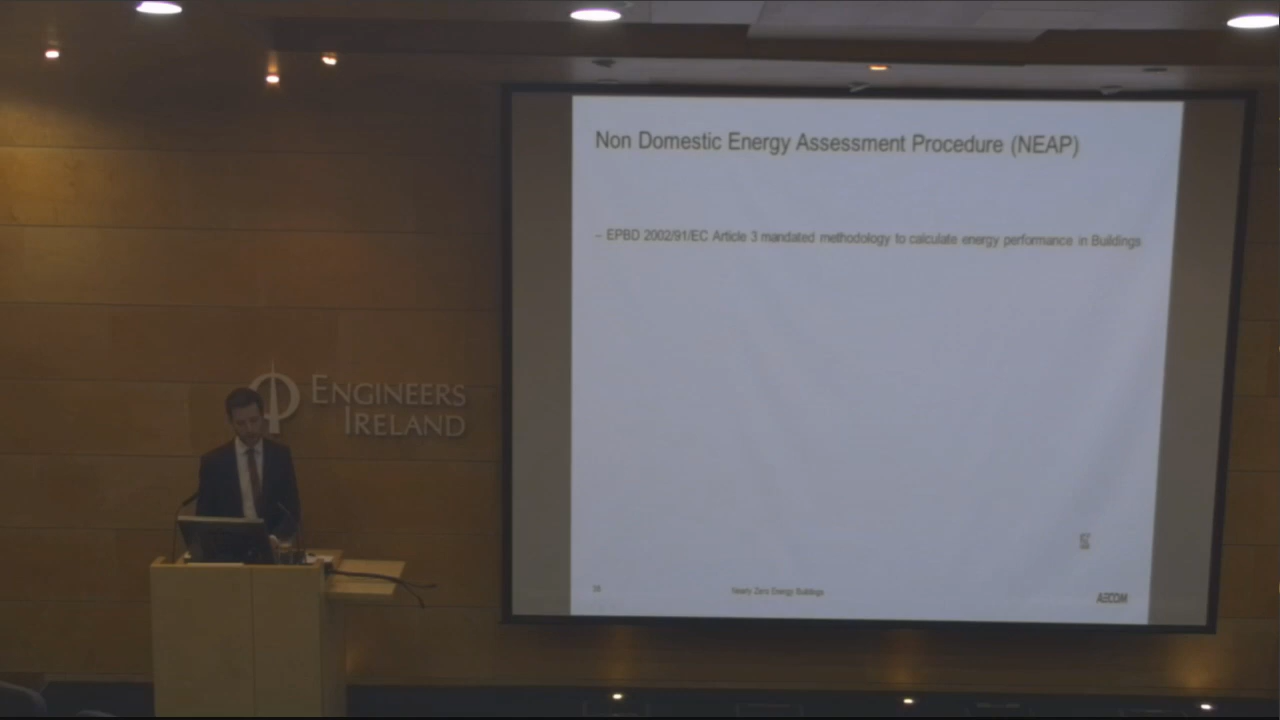 Non Domestic Energy Assessment Procedure (NEAP)
– EPBD 2002/91/EC Article 3 mandated methodology to calculate energy performance in Buildings
ENGINEERS
IRELAND
Nearly Zero Energy Buildings
AECOM